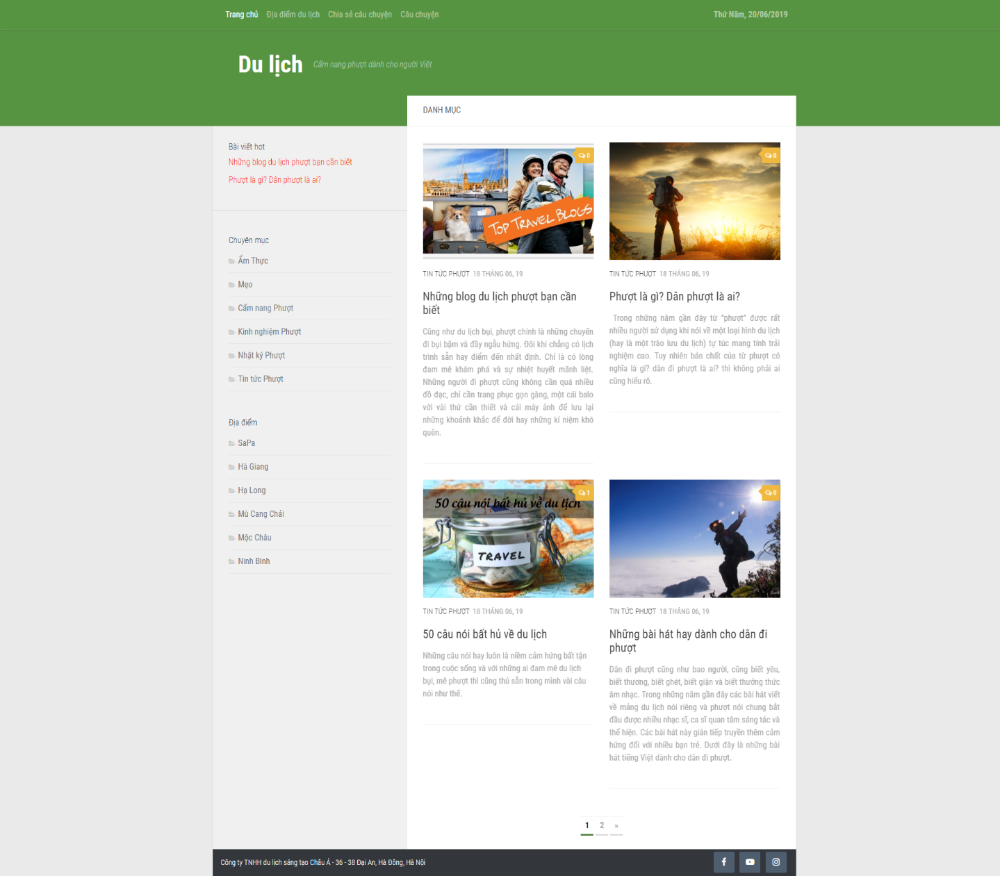 Trang chủ Địa điểm du lịch Chia sẻ câu chuyện Câu chuyện Thứ Năm, 20/06/2019
Du lịch Cẩm nang phượt dành cho người Việt
DANH MỤC
Bài viết hot
Những blog du lịch phượt bạn cần biết
Phượt là gì? Dân phượt là ai?
Chuyên mục
Ẩm Thực
Mẹo
Cẩm nang Phượt
Kinh nghiệm Phượt
Nhật ký Phượt
Tin tức Phượt
Địa điểm
SaPa
Hà Giang
Hạ Long
Mù Cang Chải
Mộc Châu
Ninh Bình
0
TOP TRAVEL BLOGS
TIN TỨC PHƯỢT 18 THÁNG 06, 19
Những blog du lịch phượt bạn cần
biết
Cũng như du lịch bụi, phượt chính là những chuyến
đi bụi bặm và đầy ngẫu hứng. Đôi khi chẳng có lịch
trình sẵn hay điểm đến nhất định. Chỉ là có lòng
đam mê khám phá và sự nhiệt huyết mãnh liệt.
Những người đi phượt cũng không cần quá nhiều
đồ đạc, chỉ cần trang phục gọn gàng, một cái balo
với vài thứ cần thiết và cái máy ảnh để lưu lại
những khoảnh khắc để đời hay những kỉ niệm khó
quên.
0
TIN TỨC PHƯỢT 18 THÁNG 06, 19
Phượt là gì? Dân phượt là ai?
Trong những năm gần đây từ “phượt” được rất
nhiều người sử dụng khi nói về một loại hình du lịch
(hay là một trào lưu du lịch) tự túc mang tính trải
nghiệm cao. Tuy nhiên bản chất của từ phượt có
nghĩa là gì? dân đi phượt là ai? thì không phải ai
cũng hiểu rõ.
1
50 câu nói bất hủ về du lịch
TRAVEL
TIN TỨC PHƯỢT 18 THÁNG 06, 19
50 câu nói bất hủ về du lịch
Những câu nói hay luôn là niềm cảm hứng bất tận
trong cuộc sống và với những ai đam mê du lịch
bụi, mê phượt thì cũng thủ sẵn trong mình vài câu
nói như thế.
0
TIN TỨC PHƯỢT 18 THÁNG 06, 19
Những bài hát hay dành cho dân đi
phượt
Dân đi phượt cũng như bao người, cũng biết yêu,
biết thương, biết ghét, biết giận và biết thưởng thức
âm nhạc. Trong những năm gần đây các bài hát viết
về mảng du lịch nói riêng và phượt nói chung bắt
đầu được nhiều nhạc sĩ, ca sĩ quan tâm sáng tác và
thể hiện. Các bài hát này gián tiếp truyền thêm cảm
hứng đối với nhiều bạn trẻ. Dưới đây là những bài
hát tiếng Việt dành cho dân đi phượt.
1 2 »
Công ty TNHH du lịch sáng tạo Châu Á - 36 - 38 Đại An, Hà Đông, Hà Nội